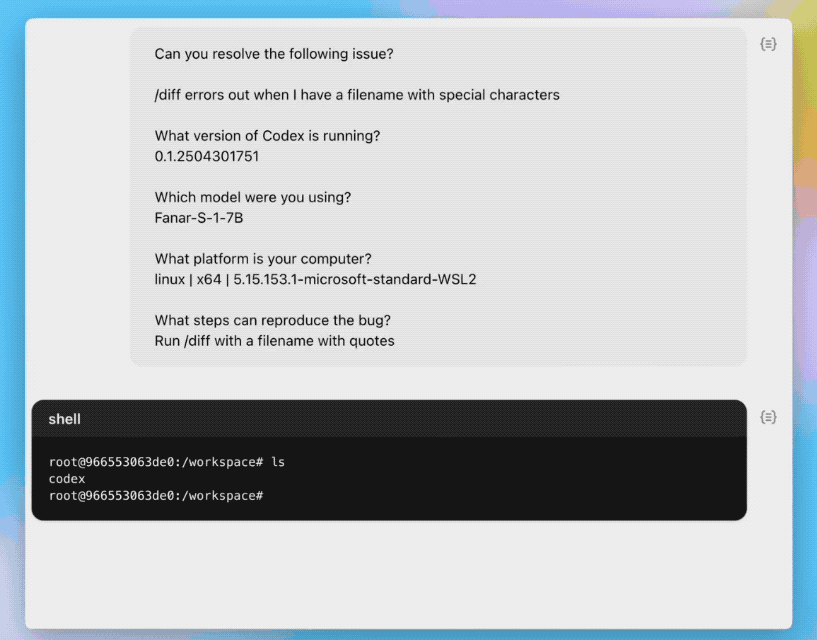 Can you resolve the following issue?
/diff errors out when I have a filename with special characters
What version of Codex is running?
0.1.2504301751
Which model were you using?
Fanar-S-1-7B
What platform is your computer?
linux | x64 | 5.15.153.1-microsoft-standard-WSL2
What steps can reproduce the bug?
Run /diff with a filename with quotes
shell
root@966553063de0:/workspace# ls
codex
root@966553063de0:/workspace#